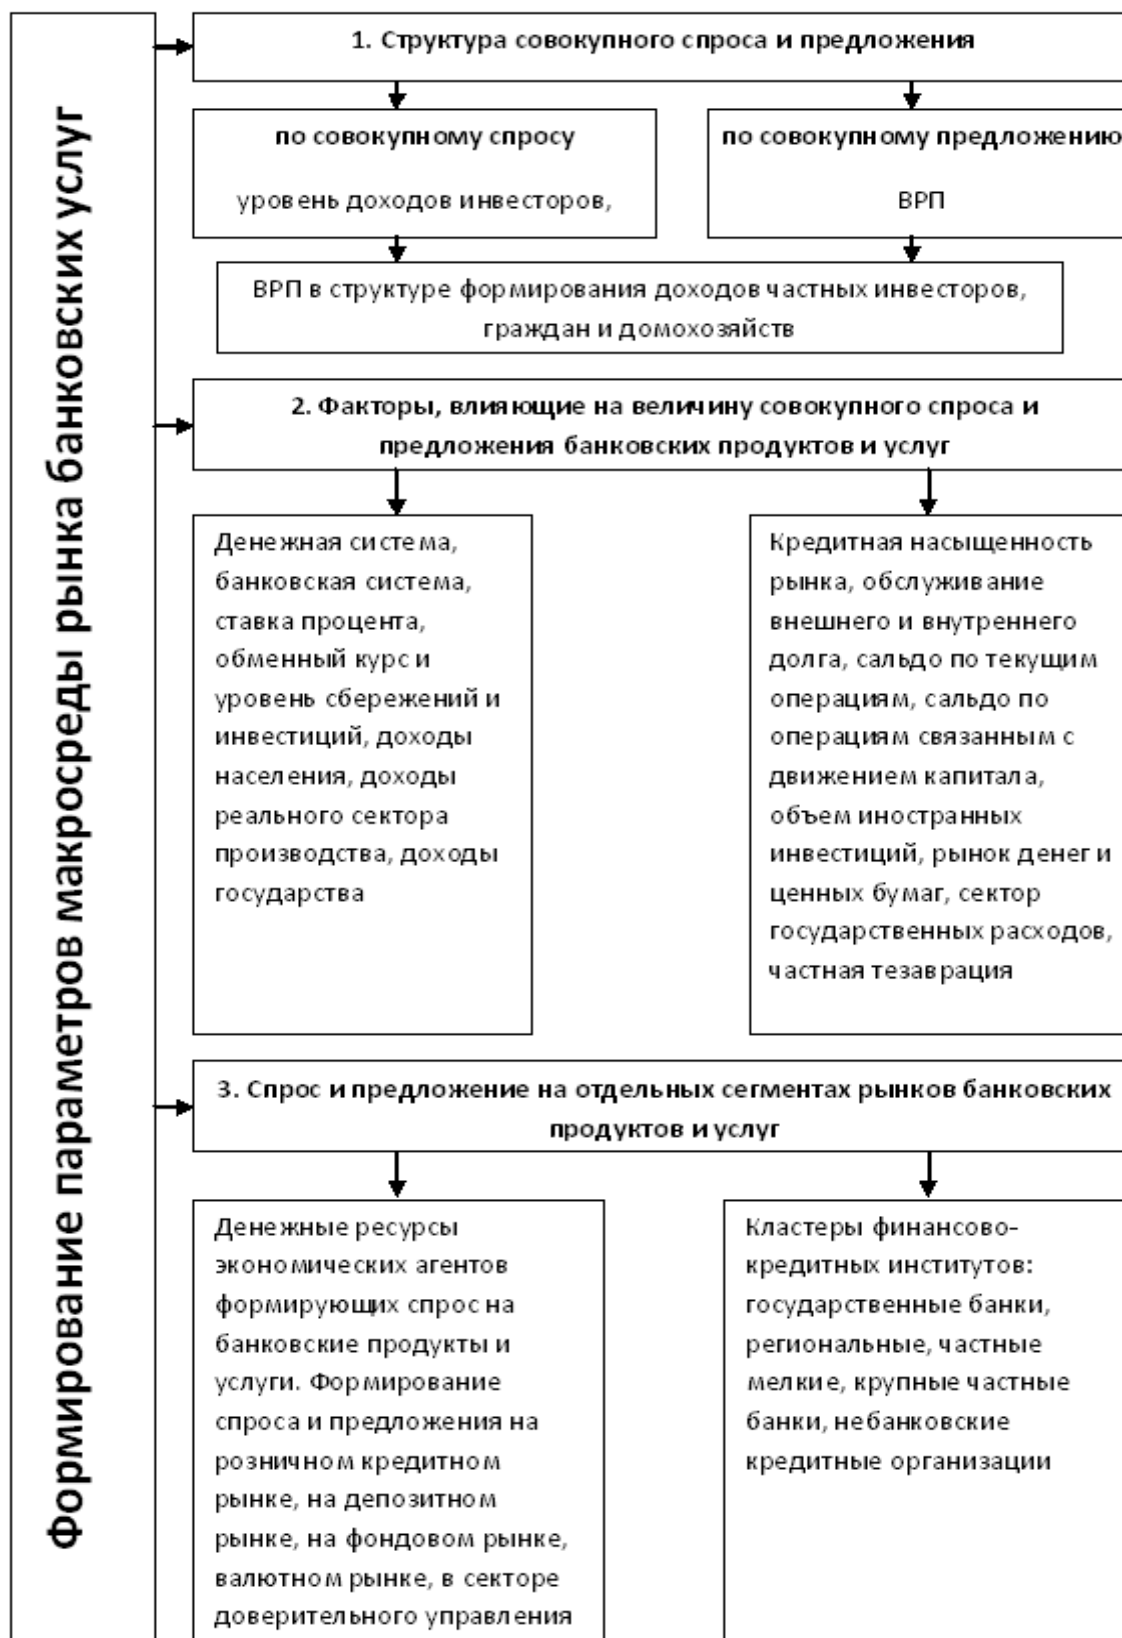 Формирование параметров макросреды рынка банковских услуг
1. Структура совокупного спроса и предложения
по совокупному спросу
уровень доходов инвесторов,
по совокупному предложению
ВРП
ВРП в структуре формирования доходов частных инвесторов,
граждан и домохозяйств
2. Факторы, влияющие на величину совокупного спроса и
предложения банковских продуктов и услуг
Денежная система,
банковская система,
ставка процента,
обменный курс и
уровень сбережений и
инвестиций, доходы
населения, доходы
реального сектора
производства, доходы
государства
Кредитная насыщенность
рынка, обслуживание
внешнего и внутреннего
долга, сальдо по текущим
операциям, сальдо по
операциям связанным с
движением капитала,
объем иностранных
инвестиций, рынок денег и
ценных бумаг, сектор
государственных расходов,
частная тезаврация
3. Спрос и предложение на отдельных сегментах рынков банковских
продуктов и услуг
Денежные ресурсы
экономических агентов
формирующих спрос на
банковские продукты и
услуги. Формирование
спроса и предложения на
розничном кредитном
рынке, на депозитном
рынке, на фондовом рынке,
валютном рынке, в секторе
доверительного управления
Кластеры финансово-
кредитных институтов:
государственные банки,
региональные, частные
мелкие, крупные частные
банки, небанковские
кредитные организации